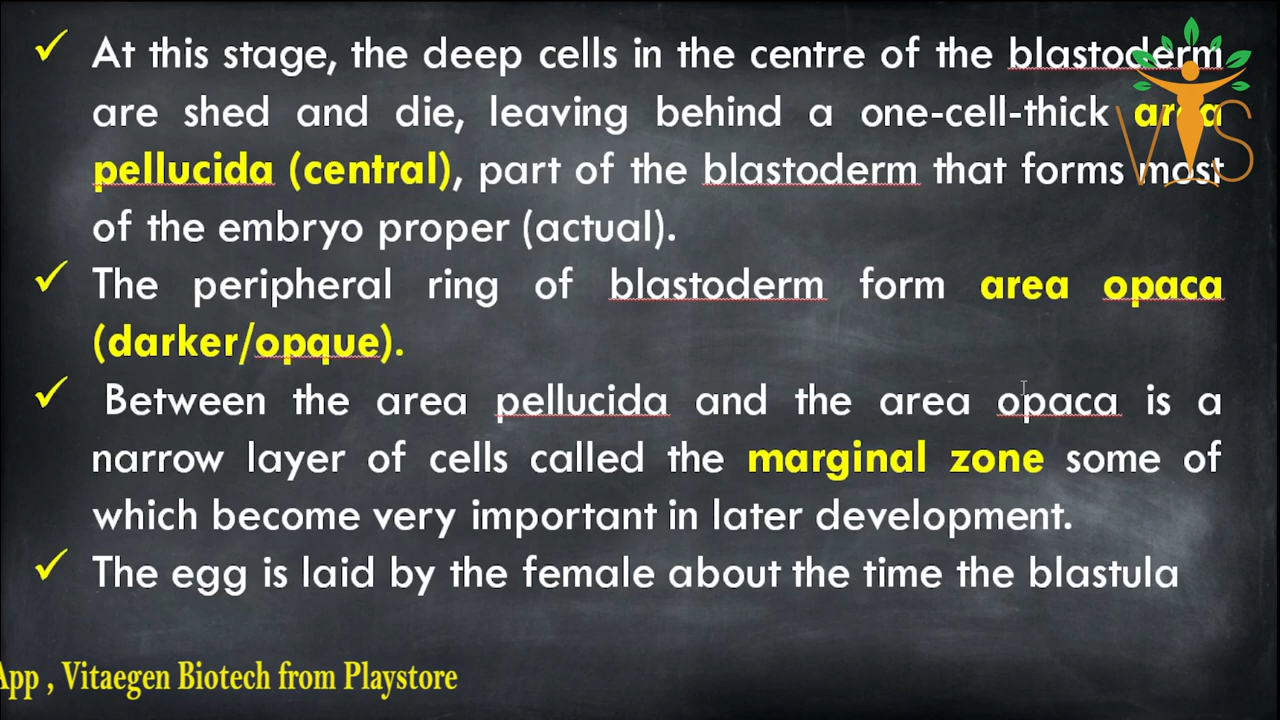 At this stage, the deep cells in the centre of the blastoderm
are shed and die, leaving behind a one-cell-thick area
pellucida (central), part of the blastoderm that forms most
of the embryo proper (actual).
The peripheral ring of blastoderm form area opaca
(darker/opque).
Between the area pellucida and the area opaca is a
narrow layer of cells called the marginal zone some of
which become very important in later development.
The egg is laid by the female about the time the blastula
App , Vitaegen Biotech from Playstore
V S